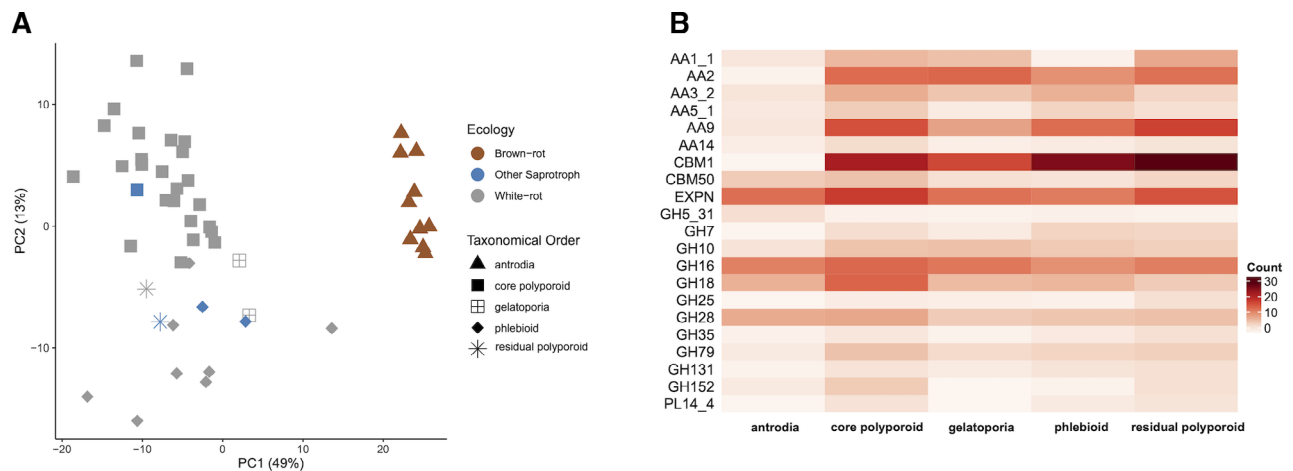 A
PC2 (13%)
10
0
−10
−20
−10
0
10
20
PC1 (49%)
Ecology
Brown−rot
Other Saprotroph
White−rot
Taxonomical Order
antrodia
core polyporoid
gelatoporia
phlebioid
residual polyporoid
B
AA1_1
AA2
AA3_2
AA5_1
AA9
AA14
CBM1
CBM50
EXPN
GH5_31
GH7
GH10
GH16
GH18
GH25
GH28
GH35
GH79
GH131
GH152
PL14_4
antrodia core polyporoid gelatoporia phlebioid residual polyporoid
Count
30
20
10
0